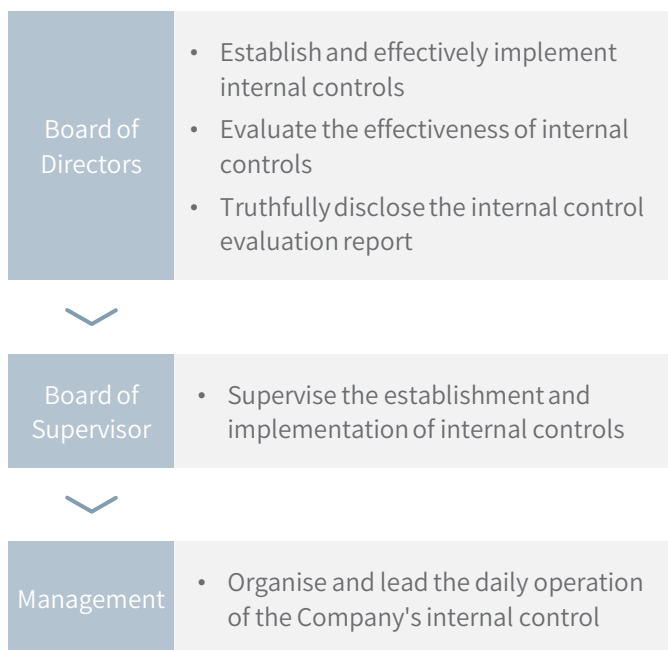 Board of
Directors
• Establish and effectively implement
internal controls
• Evaluate the effectiveness of internal
controls
• Truthfully disclose the internal control
evaluation report
Board of
Supervisor
• Supervise the establishment and
implementation of internal controls
Management
• Organise and lead the daily operation
of the Company's internal control